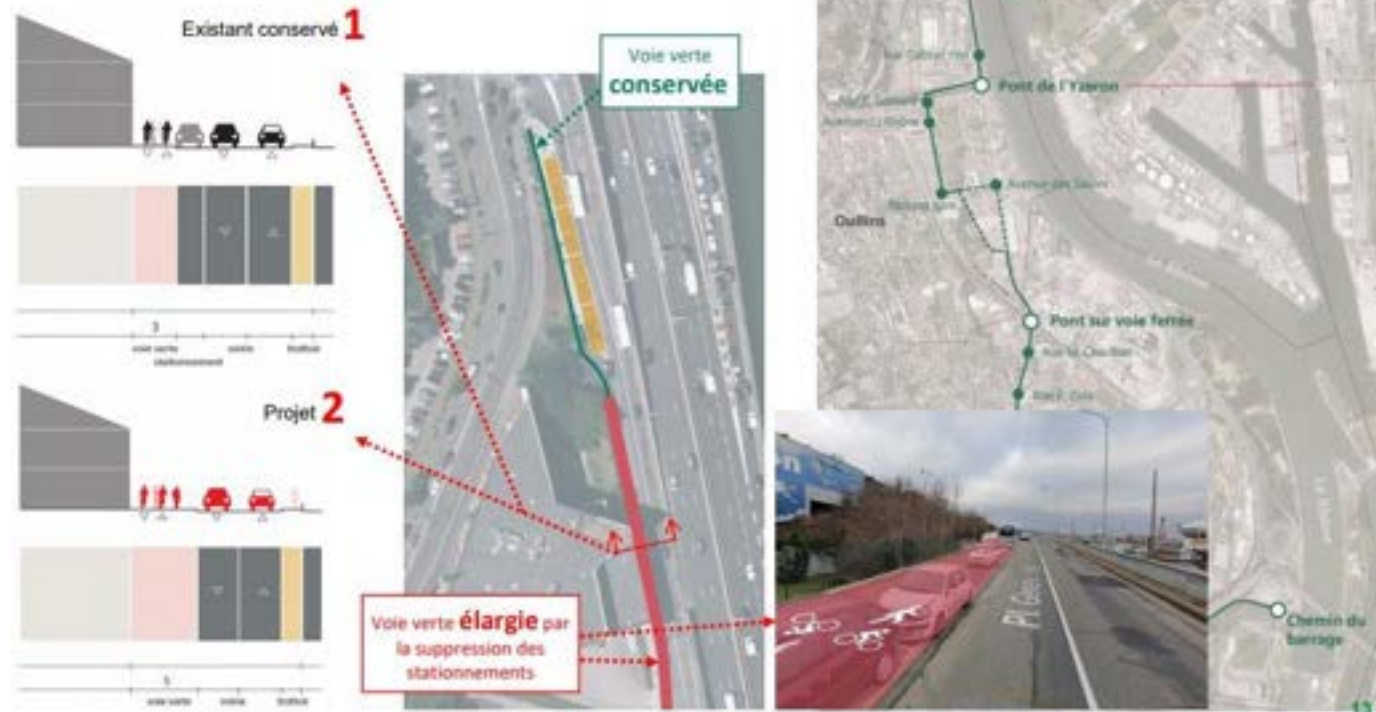 Existant conservé 1
3
voie verte
voirie
trottoir
stationnement
Projet 2
5
voie verte
voirie
trottoir
Voie verte
conservée
Voie verte élargie par
la suppression des
stationnements
Pont de l'Yzeron
Oullins
Pont sur voie ferrée
Chemin du
barrage
13